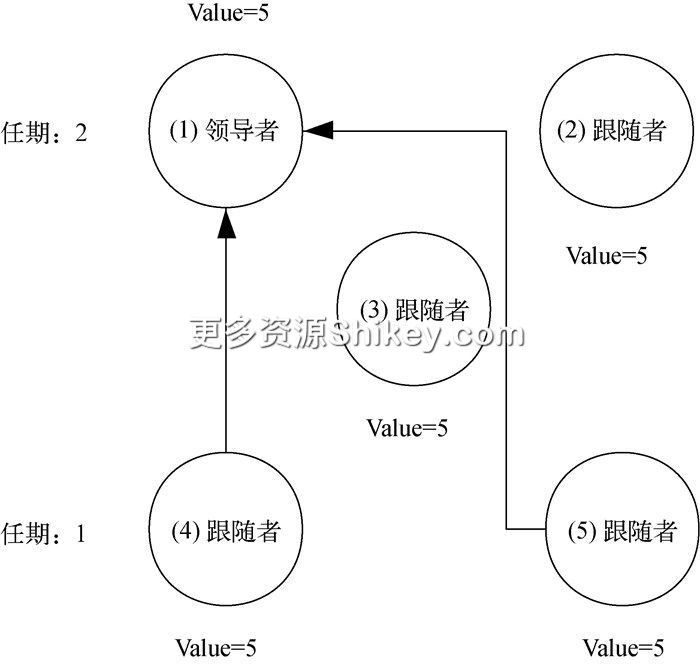 Value=5
任期：2
(1) 领导者
(2) 跟随者
Value=5
(3) 跟随者
更多资源Shikey.com
Value=5
任期：1
(4) 跟随者
(5) 跟随者
Value=5
Value=5